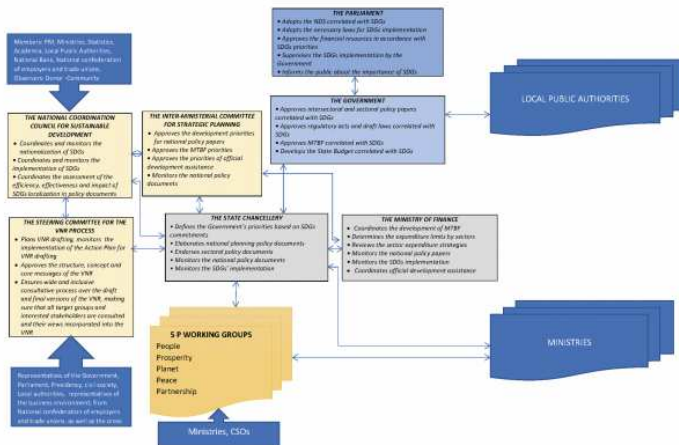 THE PARLIAMENT
• Adopts the NDS correlated with SDGs
• Adopts the necessary laws for SDGs implementation
• Approves the financial resources in accordance with
SDGs priorities
• Supervises the SDGs implementation by the
Government
• Informs the public about the importance of SDGs
Members: PM, Ministries, Statistics,
Academia, Local Public Authorities,
National Bank, National confederation
of employers and trade unions,
Observers Donor -Community
THE GOVERNMENT
• Approves intersectoral and sectoral policy papers
correlated with SDGs
• Approves regulatory acts and draft laws correlated with
SDGs
• Approves MTBF correlated with SDGs
• Develops the State Budget correlated with SDGs
LOCAL PUBLIC AUTHORITIES
THE NATIONAL COORDINATION
COUNCIL FOR SUSTAINABLE
DEVELOPMENT
• Coordinates and monitors the
nationalization of SDGs
• Coordinates and monitors the
implementation of SDGs
• Coordinates the assessment of the
efficiency, effectiveness and impact of
SDGs localization in policy documents
THE INTER-MINISTERIAL COMMITTEE
FOR STRATEGIC PLANNING
• Approves the development priorities
for national policy papers
• Approves the MTBF priorities
• Approves the priorities of official
development assistance
• Monitors the national policy
documents
THE STEERING COMMITTEE FOR THE
VNR PROCESS
• Plans VNR drafting, monitors the
implementation of the Action Plan for
VNR drafting
• Approves the structure, concept and
core messages of the VNR
• Ensures wide and inclusive
consultative process over the draft
and final versions of the VNR, making
sure that all target groups and
interested stakeholders are consulted
and their views incorporated into the
VNR
THE STATE CHANCELLERY
• Defines the Government's priorities based on SDGs
commitments
• Elaborates national planning policy documents
• Endorses sectoral policy documents
• Monitors the national policy documents
• Monitors the SDGs' implementation
THE MINISTRY OF FINANCE
• Coordinates the development of MTBF
• Determines the expenditure limits by sectors
• Reviews the sector expenditure strategies
• Monitors the national policy papers
• Monitors the SDGs implementation
• Coordinates official development assistance
5-P WORKING GROUPS
People
Prosperity
Planet
Peace
Partnership
MINISTRIES
Representatives of the Government,
Parliament, Presidency, civil society,
Local authorities, representatives of
the business environment, from
National confederation of employers
and trade unions, as well as the
Ministries, CSOs